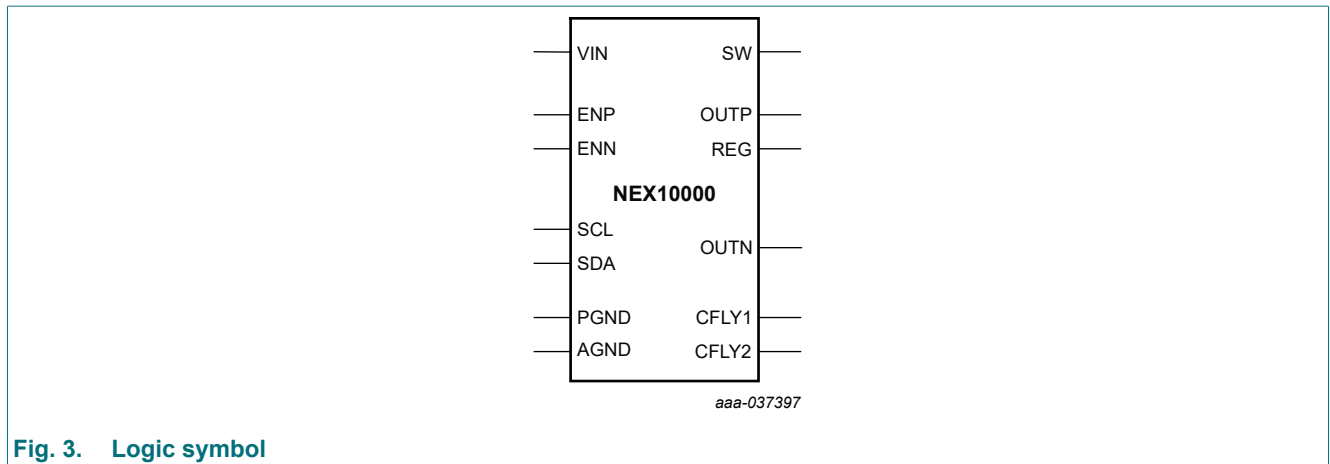 VIN SW
ENP OUTP
ENN REG
NEX10000
SCL
OUTN
SDA
PGND CFLY1
AGND CFLY2
aaa-037397
Fig. 3. Logic symbol